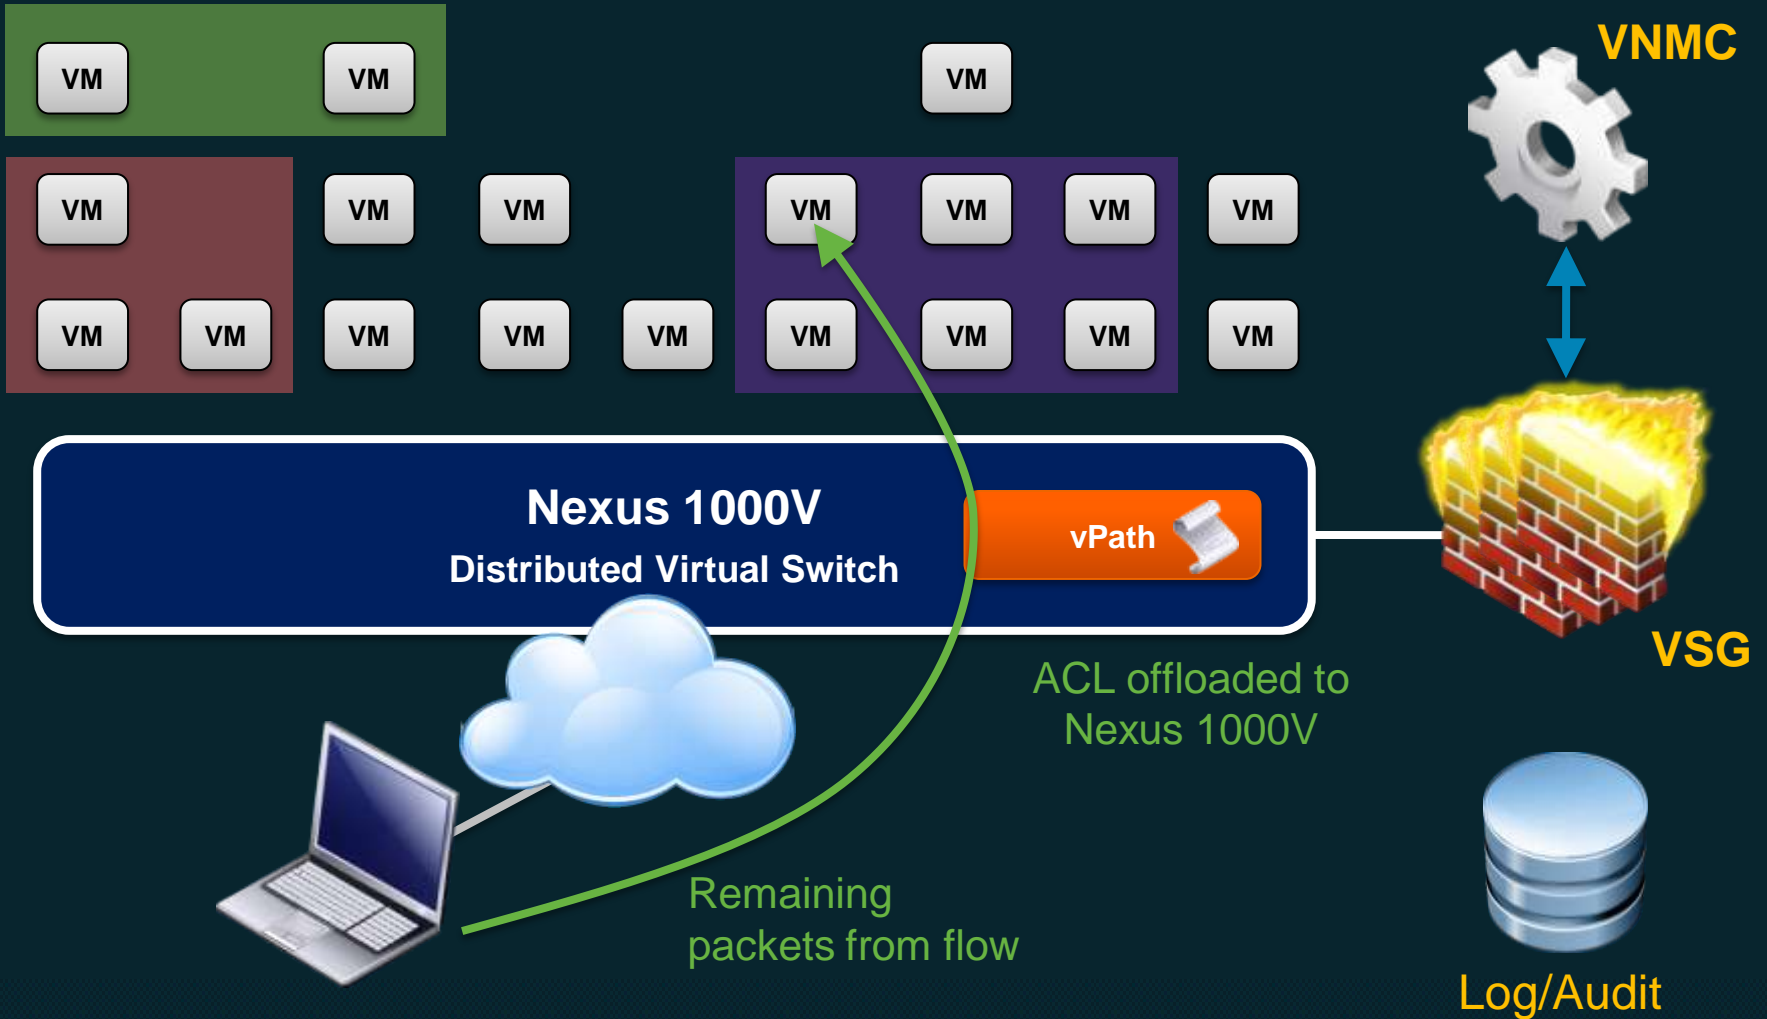 VNMC
VM VM VM
VM VM VM VM VM VM VM
VM VM VM VM VM VM VM VM VM
Nexus 1000V
Distributed Virtual Switch
vPath
VSG
ACL offloaded to
Nexus 1000V
Remaining
packets from flow
Log/Audit